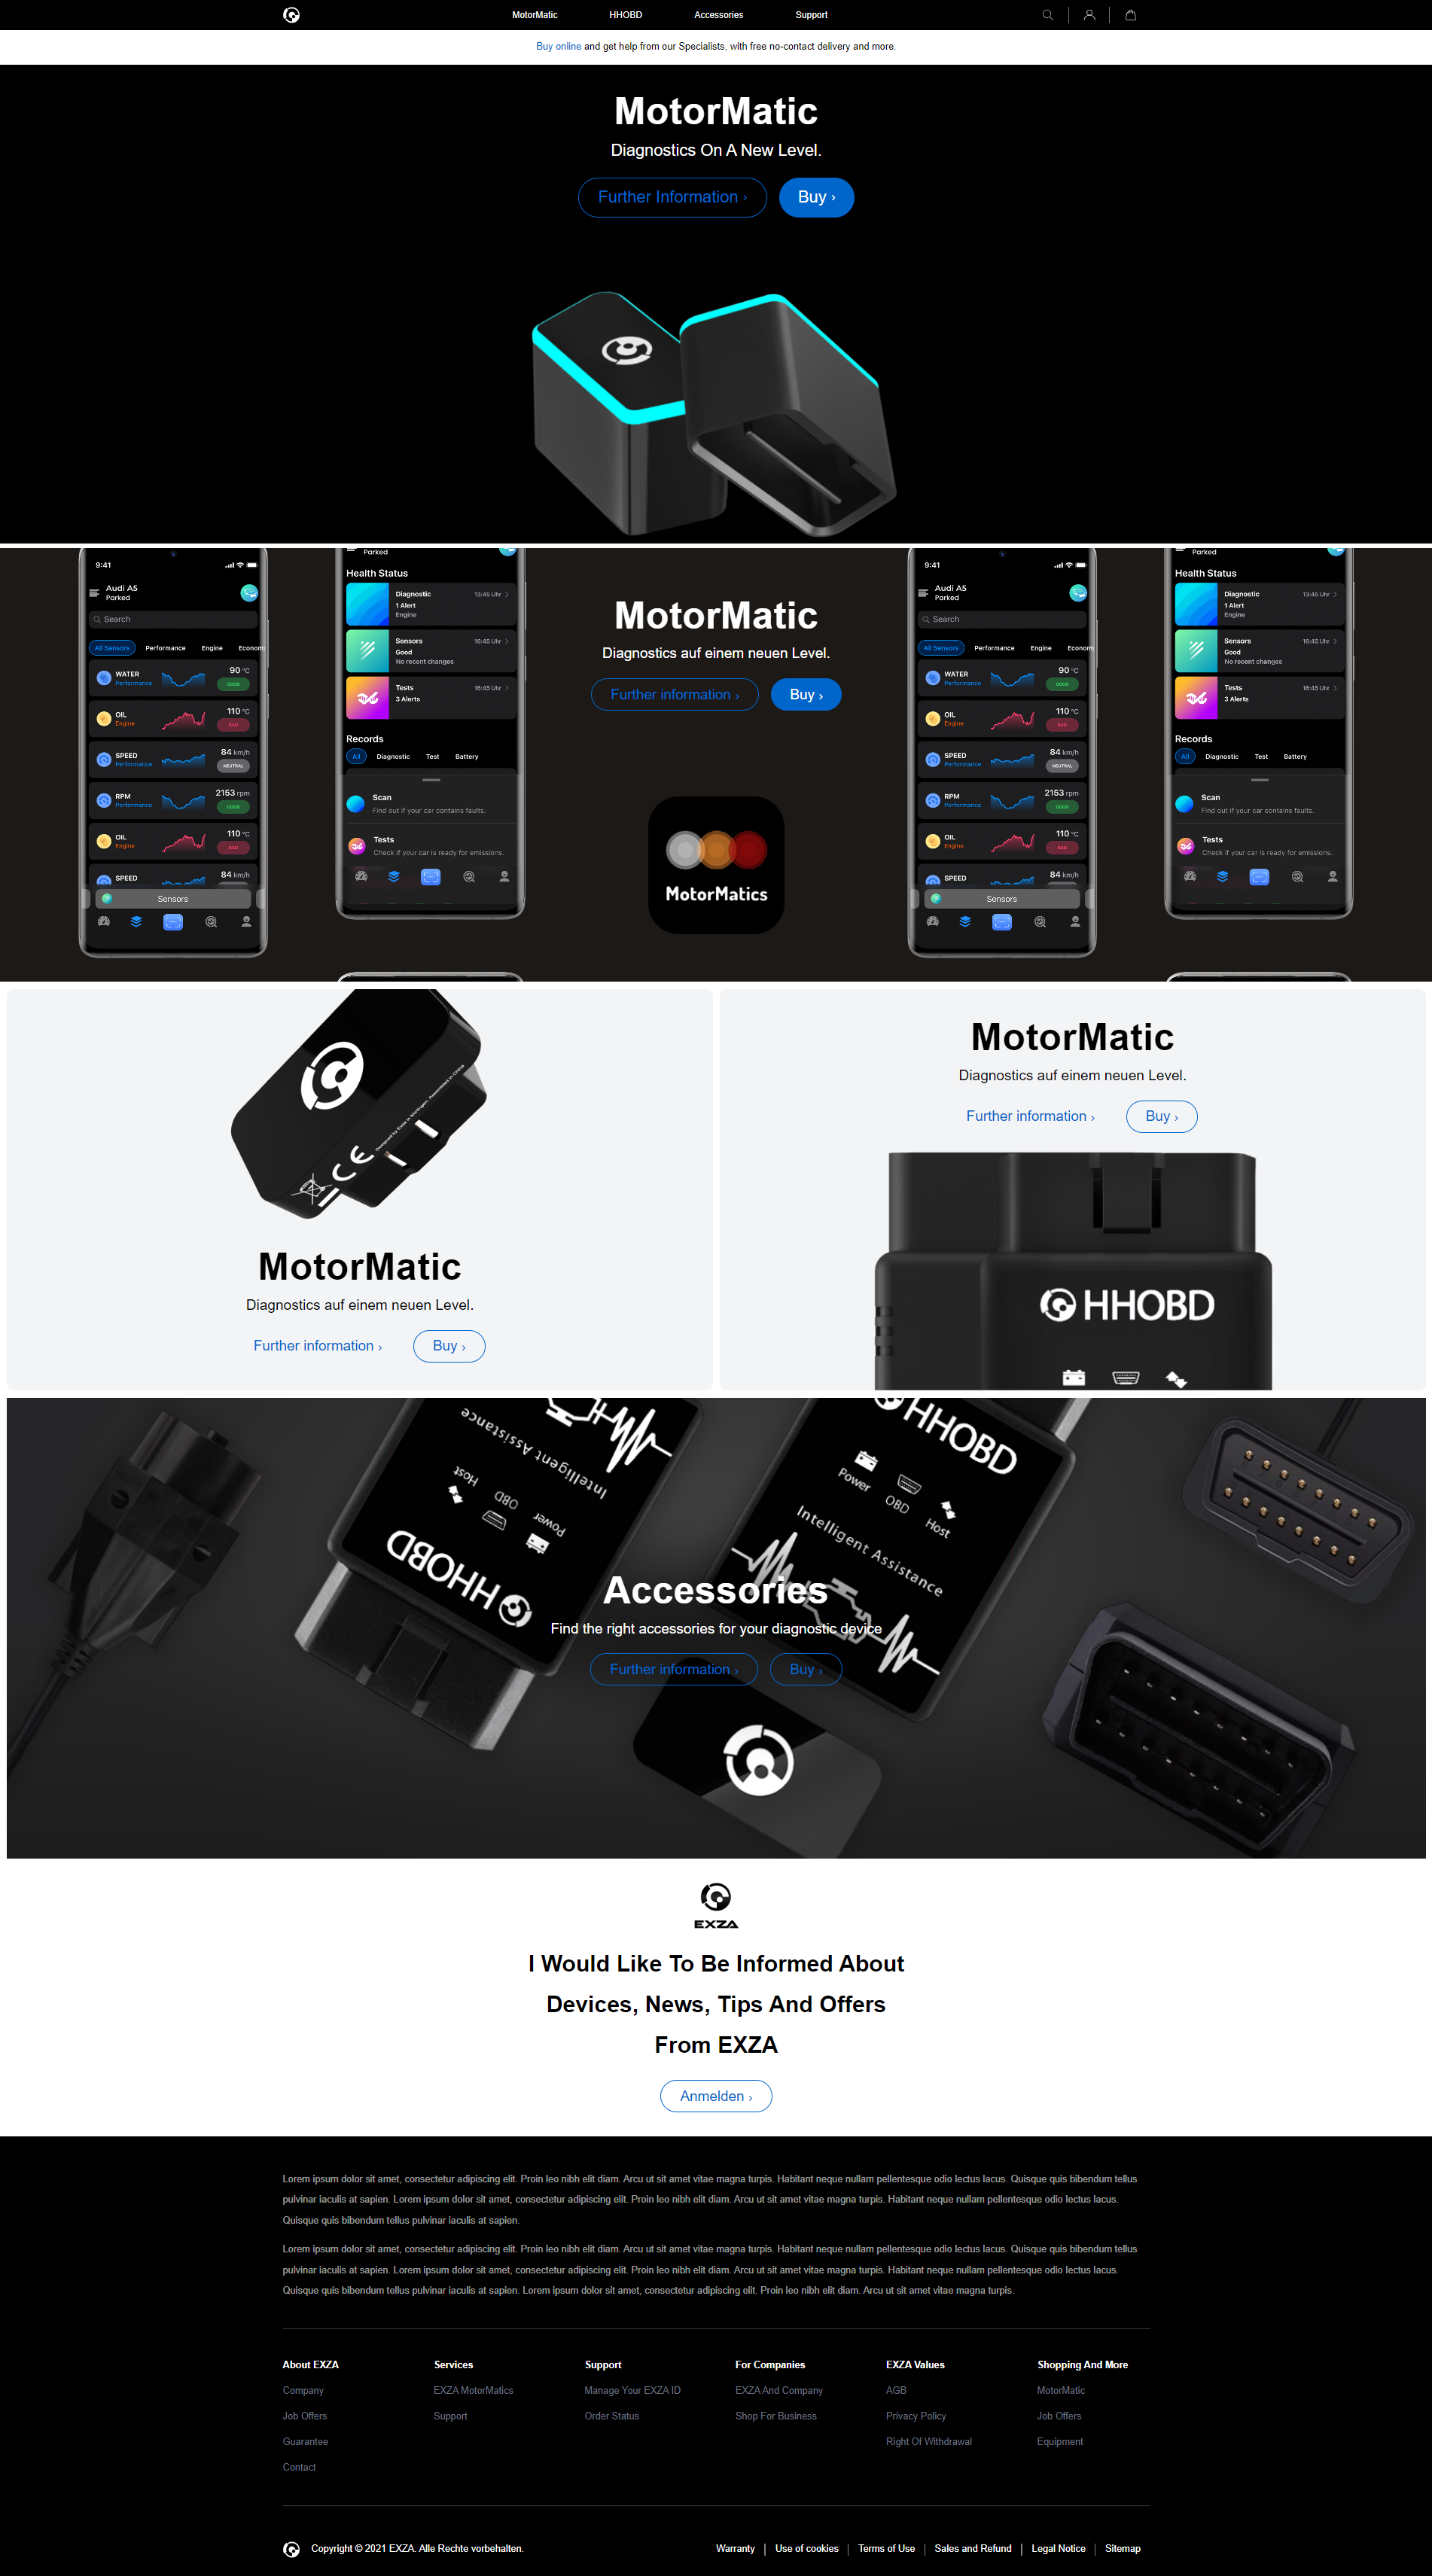 MotorMatic
HHOBD
Accessories
Support
Buy online and get help from our Specialists, with free no-contact delivery and more.
MotorMatic
Diagnostics On A New Level.
Further Information ›
Buy ›
9:41
Audi A5
Parked
Search
All Sensors Performance Engine Econom
WATER
Performance
90 °C
GOOD
OIL
Engine
110 °C
BAD
SPEED
Performance
84 km/h
NEUTRAL
RPM
Performance
2153 rpm
GOOD
OIL
Engine
110 °C
BAD
SPEED
84 km/h
Sensors
Parked
Health Status
Diagnostic 13:45 Uhr
1 Alert
Engine
Sensors 16:45 Uhr
Good
No recent changes
Tests 16:45 Uhr
3 Alerts
Records
All Diagnostic Test Battery
Scan
Find out if your car contains faults.
Tests
Check if your car is ready for emissions.
MotorMatic
Diagnostics auf einem neuen Level.
Further information ›
Buy ›
MotorMatics
9:41
Audi A5
Parked
Search
All Sensors Performance Engine Econom
WATER
Performance
90 °C
GOOD
OIL
Engine
110 °C
BAD
SPEED
Performance
84 km/h
NEUTRAL
RPM
Performance
2153 rpm
GOOD
OIL
Engine
110 °C
BAD
SPEED
84 km/h
Sensors
Parked
Health Status
Diagnostic 13:45 Uhr
1 Alert
Engine
Sensors 16:45 Uhr
Good
No recent changes
Tests 16:45 Uhr
3 Alerts
Records
All Diagnostic Test Battery
Scan
Find out if your car contains faults.
Tests
Check if your car is ready for emissions.
CE
MotorMatic
Diagnostics auf einem neuen Level.
Further information ›
Buy ›
MotorMatic
Diagnostics auf einem neuen Level.
Further information ›
Buy ›
HHOBD
Intelligent Assistance
Power
OBD
Host
HHOBD
HHOBD
Power
OBD
Host
Intelligent Assistance
Accessories
Find the right accessories for your diagnostic device
Further information ›
Buy ›
EXZA
I Would Like To Be Informed About
Devices, News, Tips And Offers
From EXZA
Anmelden ›
Lorem ipsum dolor sit amet, consectetur adipiscing elit. Proin leo nibh elit diam. Arcu ut sit amet vitae magna turpis. Habitant neque nullam pellentesque odio lectus lacus. Quisque quis bibendum tellus
pulvinar iaculis at sapien. Lorem ipsum dolor sit amet, consectetur adipiscing elit. Proin leo nibh elit diam. Arcu ut sit amet vitae magna turpis. Habitant neque nullam pellentesque odio lectus lacus.
Quisque quis bibendum tellus pulvinar iaculis at sapien.
Lorem ipsum dolor sit amet, consectetur adipiscing elit. Proin leo nibh elit diam. Arcu ut sit amet vitae magna turpis. Habitant neque nullam pellentesque odio lectus lacus. Quisque quis bibendum tellus
pulvinar iaculis at sapien. Lorem ipsum dolor sit amet, consectetur adipiscing elit. Proin leo nibh elit diam. Arcu ut sit amet vitae magna turpis. Habitant neque nullam pellentesque odio lectus lacus.
Quisque quis bibendum tellus pulvinar iaculis at sapien. Lorem ipsum dolor sit amet, consectetur adipiscing elit. Proin leo nibh elit diam. Arcu ut sit amet vitae magna turpis.
About EXZA
Company
Job Offers
Guarantee
Contact
Services
EXZA MotorMatics
Support
Support
Manage Your EXZA ID
Order Status
For Companies
EXZA And Company
Shop For Business
EXZA Values
AGB
Privacy Policy
Right Of Withdrawal
Shopping And More
MotorMatic
Job Offers
Equipment
Copyright © 2021 EXZA. Alle Rechte vorbehalten.
Warranty | Use of cookies | Terms of Use | Sales and Refund | Legal Notice | Sitemap